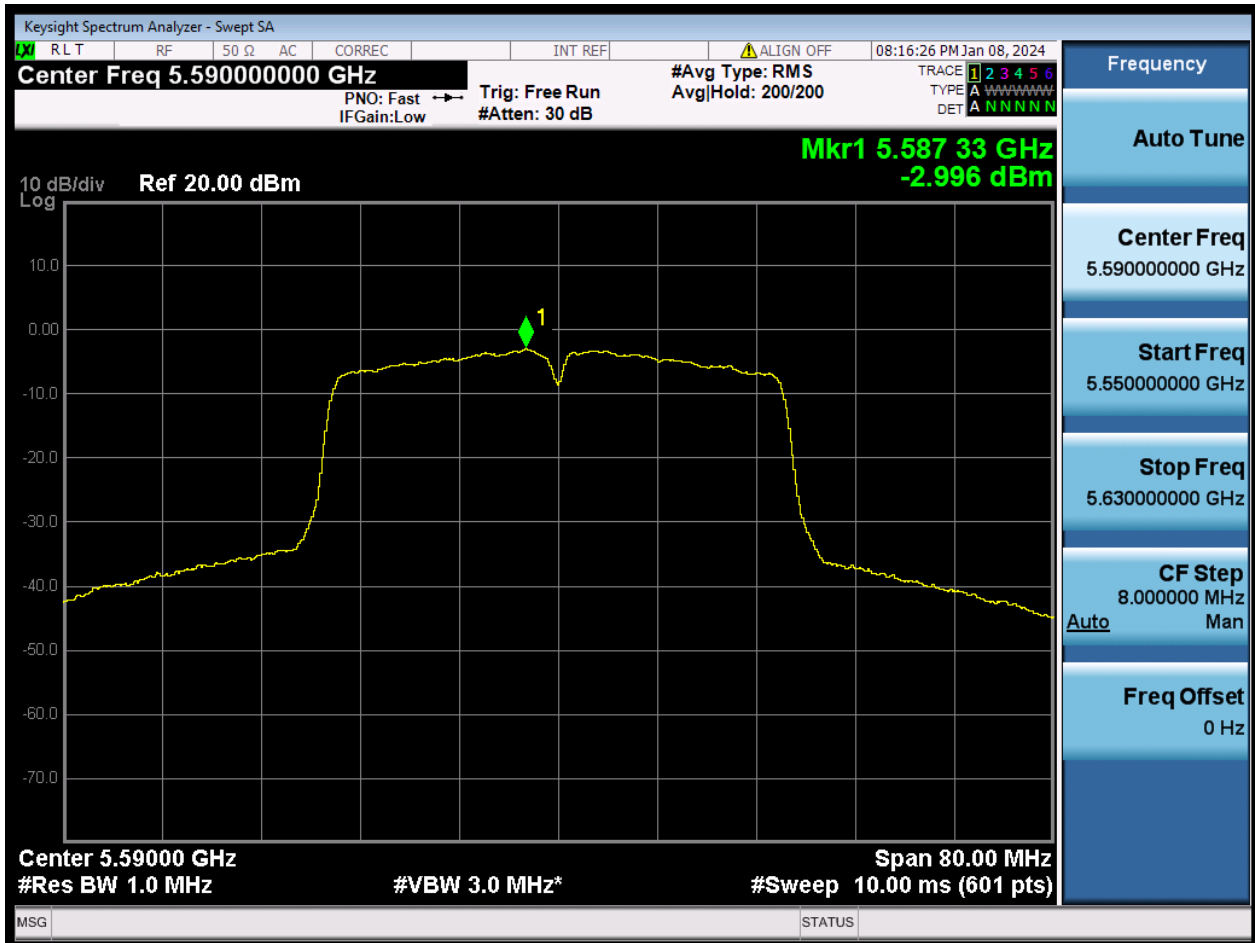 Keysight Spectrum Analyzer - Swept SA
LXI RLT RF 50 Ω AC CORREC INT REF ALIGN OFF 08:16:26 PM Jan 08, 2024
Center Freq 5.590000000 GHz
PNO: Fast
IFGain:Low
Trig: Free Run
#Atten: 30 dB
#Avg Type: RMS
Avg|Hold: 200/200
TRACE 1 2 3 4 5 6
TYPE A WWWWW
DET A N N N N N
Mkr1 5.587 33 GHz
-2.996 dBm
10 dB/div Ref 20.00 dBm
Log
1
10.0
0.00
-10.0
-20.0
-30.0
-40.0
-50.0
-60.0
-70.0
Center 5.59000 GHz Span 80.00 MHz
#Res BW 1.0 MHz #VBW 3.0 MHz* #Sweep 10.00 ms (601 pts)
MSG STATUS
Frequency
Auto Tune
Center Freq
5.590000000 GHz
Start Freq
5.550000000 GHz
Stop Freq
5.630000000 GHz
CF Step
8.000000 MHz
Auto Man
Freq Offset
0 Hz